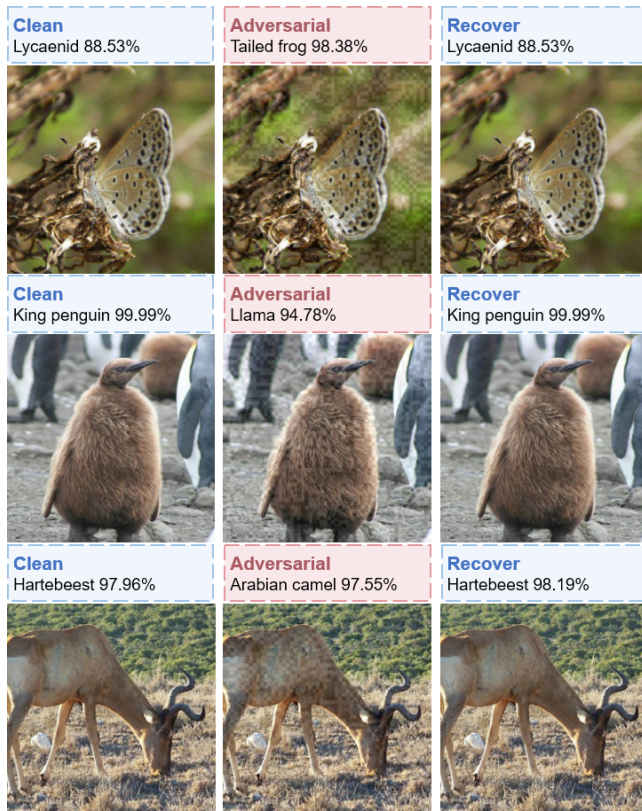 Clean
Lycaenid 88.53%
Adversarial
Tailed frog 98.38%
Recover
Lycaenid 88.53%
Clean
King penguin 99.99%
Adversarial
Llama 94.78%
Recover
King penguin 99.99%
Clean
Hartebeest 97.96%
Adversarial
Arabian camel 97.55%
Recover
Hartebeest 98.19%